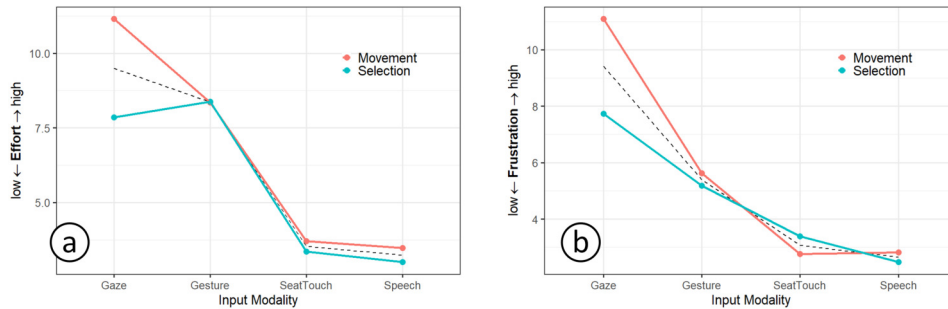 10.0
7.5
5.0
low ← Effort → high
Movement
Selection
a
Gaze Gesture SeatTouch Speech
Input Modality
10
8
6
4
low ← Frustration → high
Movement
Selection
b
Gaze Gesture SeatTouch Speech
Input Modality